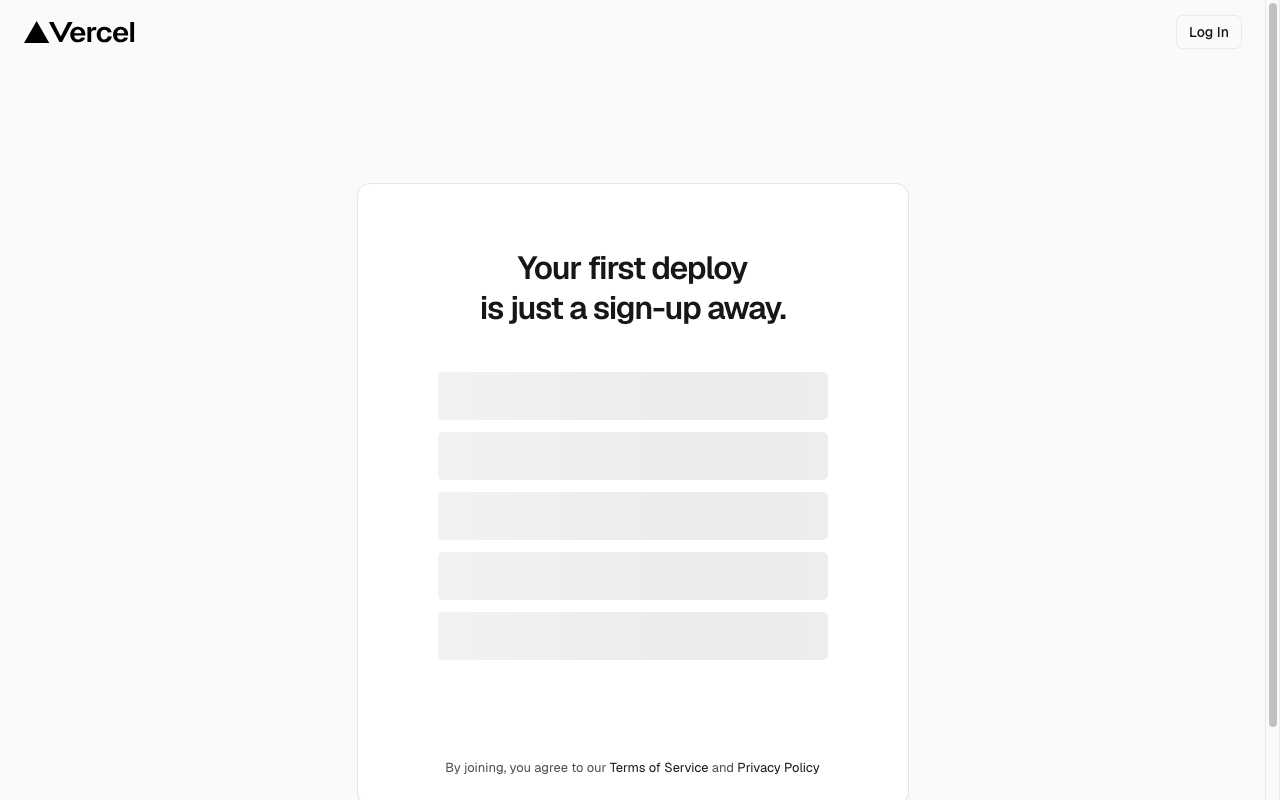 Vercel
Log In
Your first deploy
is just a sign-up away.
By joining, you agree to our Terms of Service and Privacy Policy